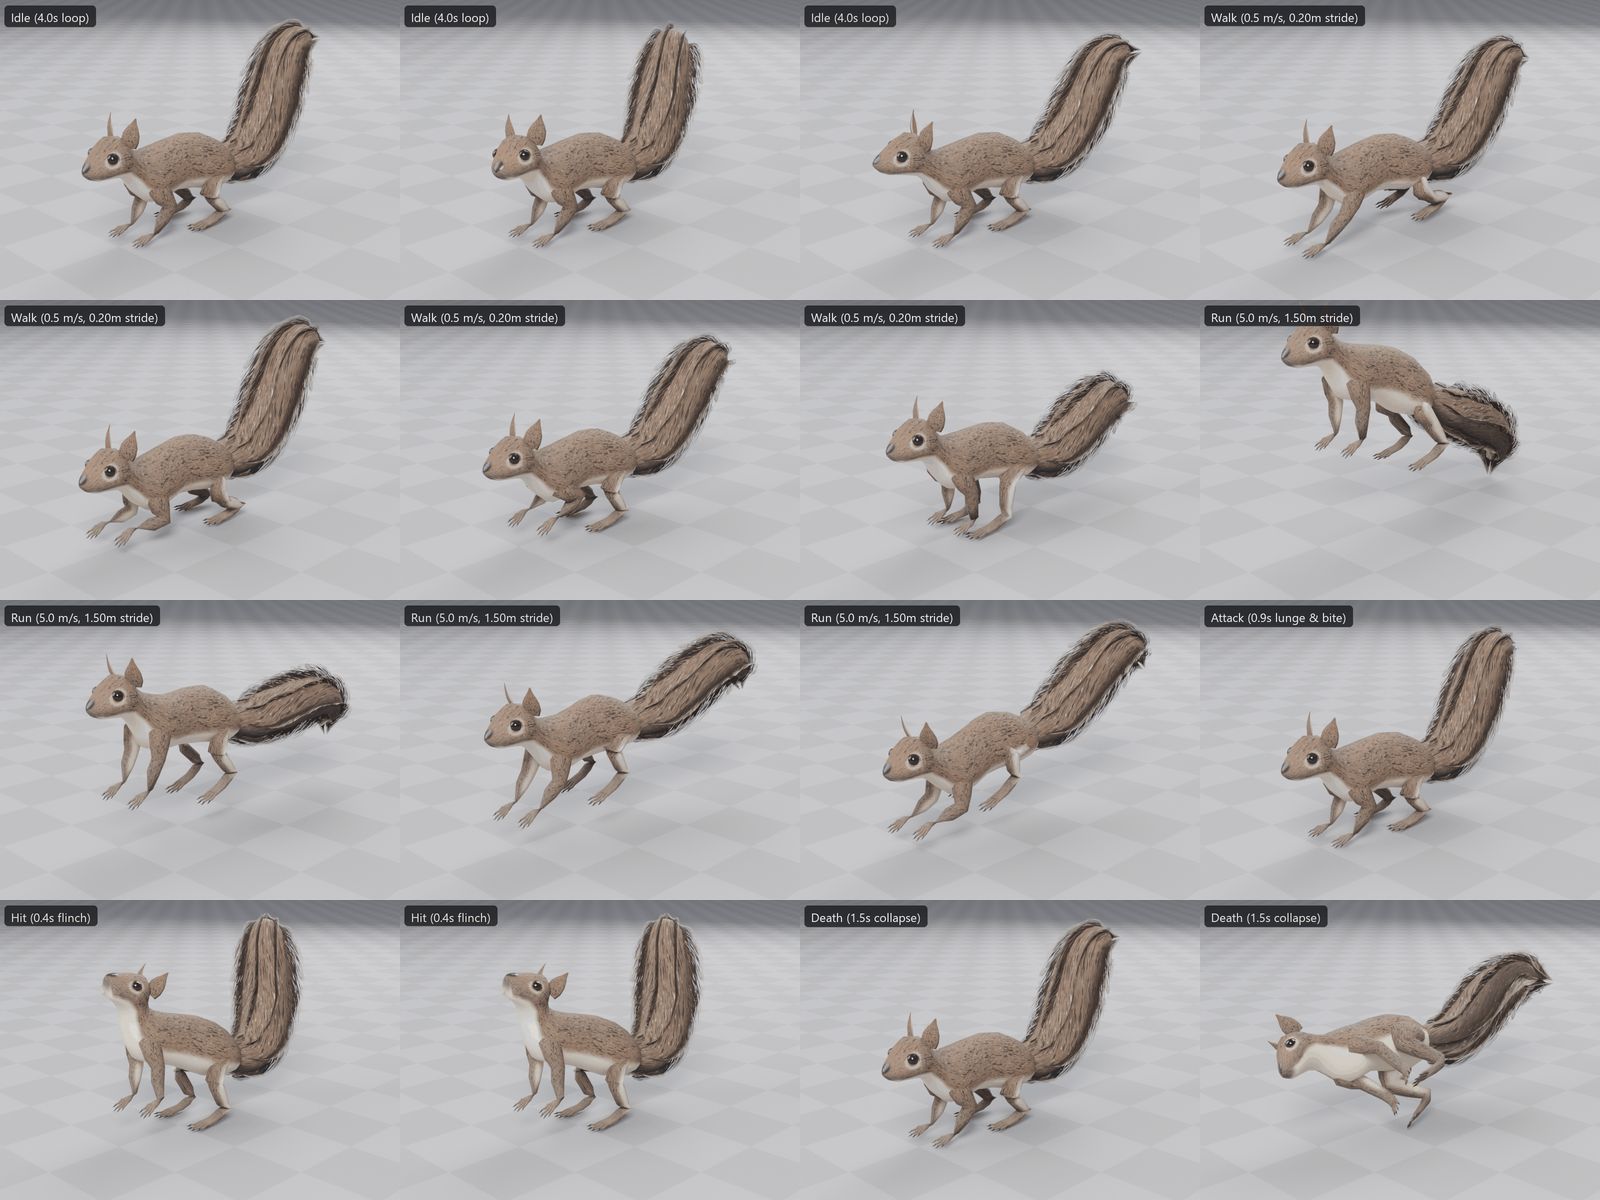 Idle (4.0s loop)
Idle (4.0s loop)
Idle (4.0s loop)
Walk (0.5 m/s, 0.20m stride)
Walk (0.5 m/s, 0.20m stride)
Walk (0.5 m/s, 0.20m stride)
Walk (0.5 m/s, 0.20m stride)
Run (5.0 m/s, 1.50m stride)
Run (5.0 m/s, 1.50m stride)
Run (5.0 m/s, 1.50m stride)
Run (5.0 m/s, 1.50m stride)
Attack (0.9s lunge & bite)
Hit (0.4s flinch)
Hit (0.4s flinch)
Death (1.5s collapse)
Death (1.5s collapse)